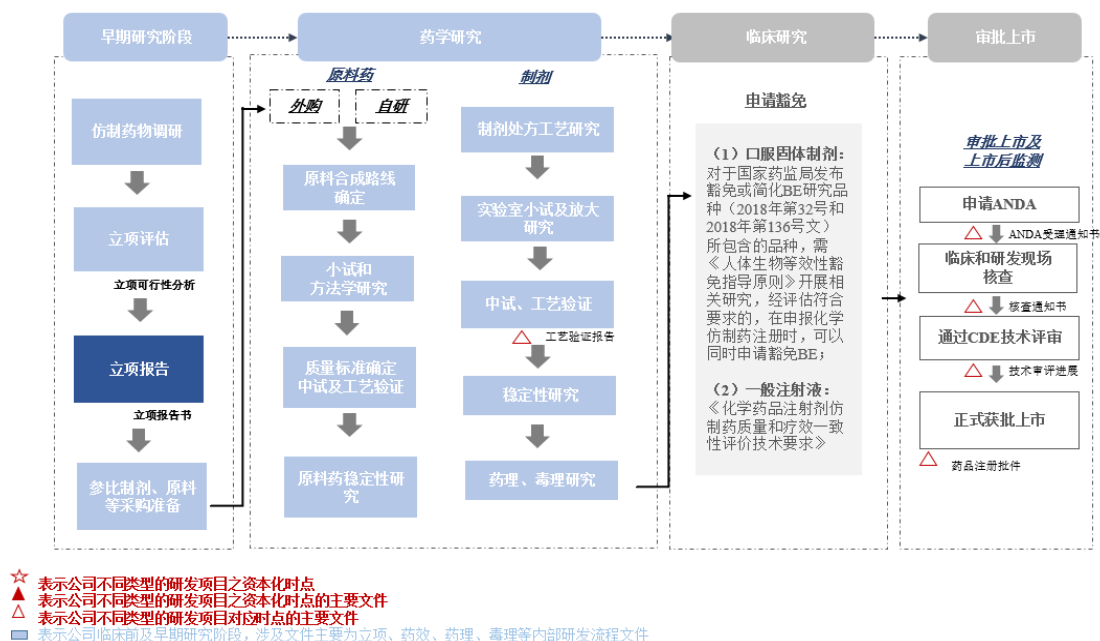 早期研究阶段
药学研究
临床研究
审批上市
仿制药物调研
立项评估
立项可行性分析
立项报告
立项报告书
参比制剂、原料
等采购准备
原料药
外购
自研
原料合成路线
确定
小试和
方法学研究
质量标准确定
中试及工艺验证
原料药稳定性研
究
制剂
制剂处方工艺研究
实验室小试及放大
研究
中试、工艺验证
工艺验证报告
稳定性研究
药理、毒理研究
申请豁免
（1）口服固体制剂：
对于国家药监局发布
豁免或简化BE研究品
种（2018年第32号和
2018年第136号文）
所包含的品种，需
《人体生物等效性豁
免指导原则》开展相
关研究，经评估符合
要求的，在申报化学
仿制药注册时，可以
同时申请豁免BE；
（2）一般注射液：
《化学药品注射剂仿
制药质量和疗效一致
性评价技术要求》
审批上市及
上市后监测
申请ANDA
ANDA受理通知书
临床和研发现场
核查
核查通知书
通过CDE技术评审
技术审评进展
正式获批上市
药品注册批件
表示公司不同类型的研发项目之资本化时点
表示公司不同类型的研发项目之资本化时点的主要文件
表示公司不同类型的研发项目对应时点的主要文件
表示公司临床前及早期研究阶段，涉及文件主要为立项、药效、药理、毒理等内部研发流程文件